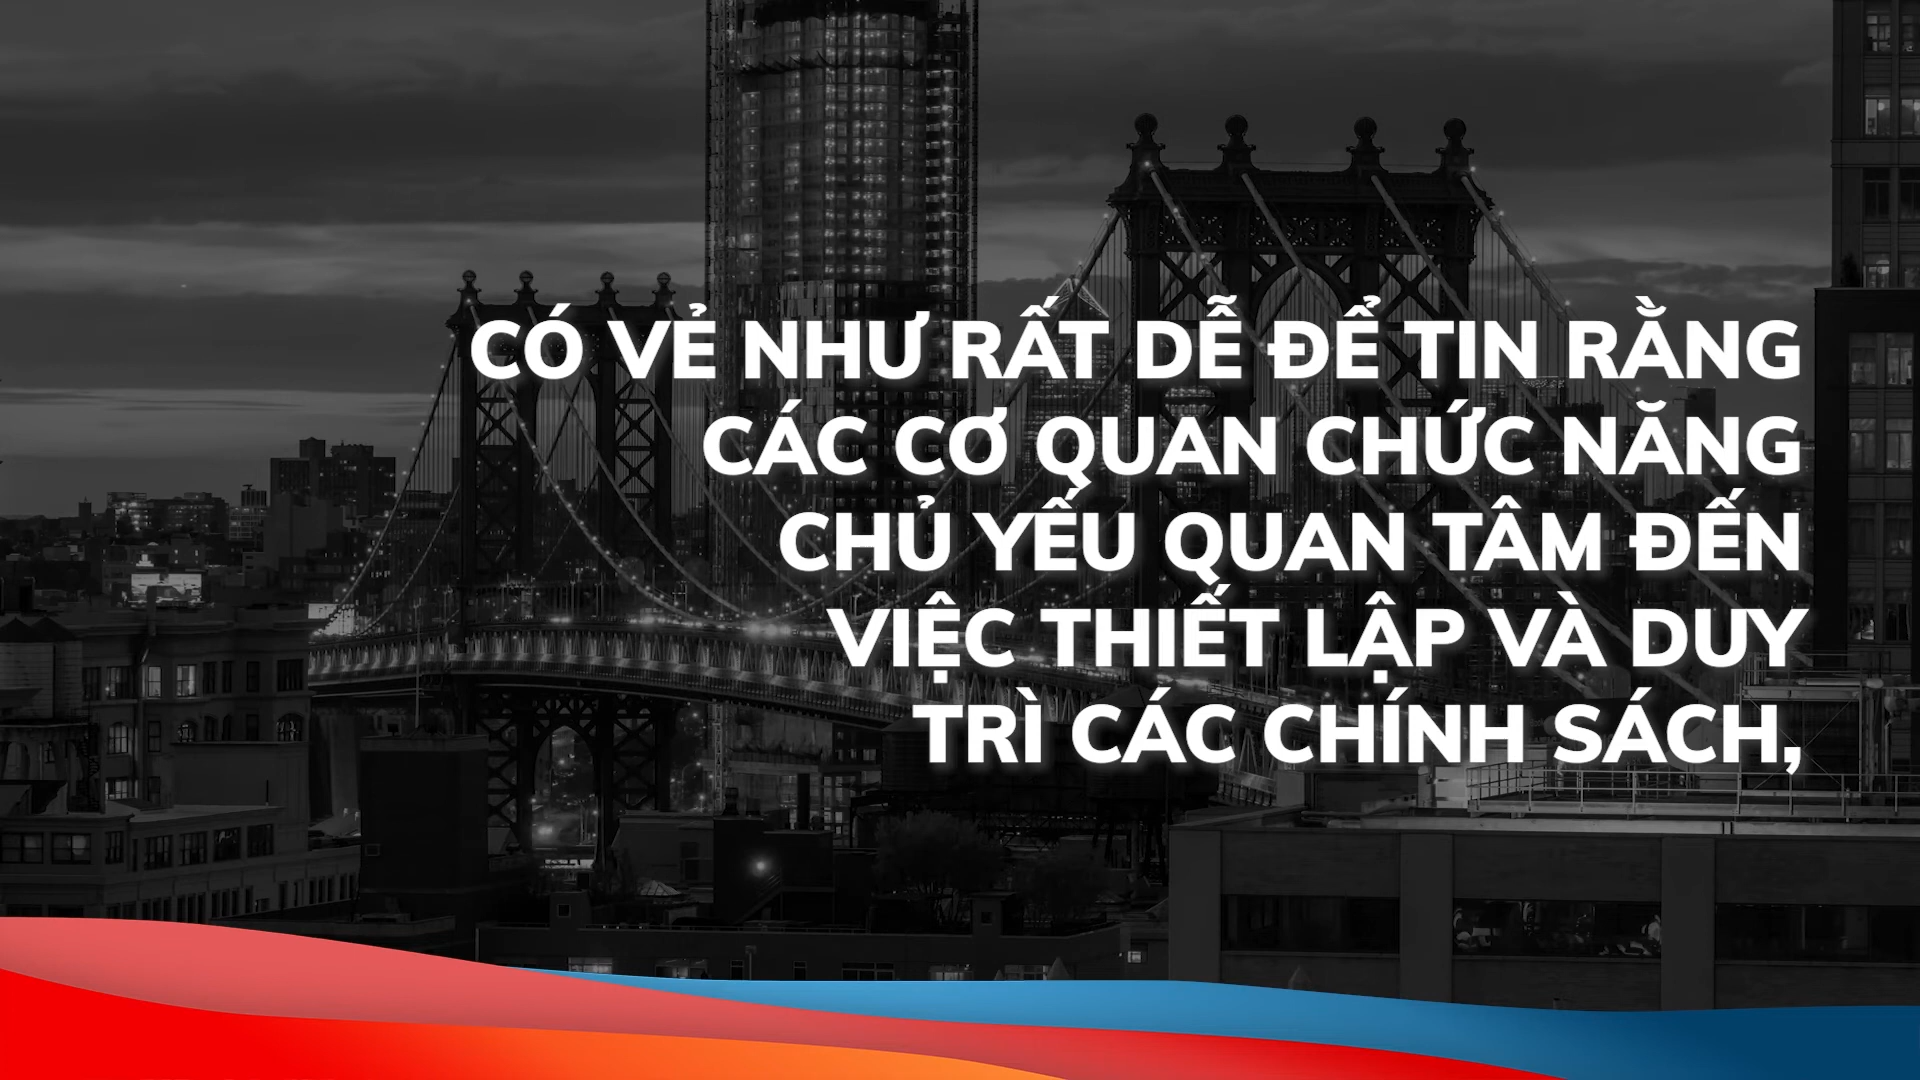 CÓ VẺ NHƯ RẤT DỄ ĐỂ TIN RẰNG
CÁC CƠ QUAN CHỨC NĂNG
CHỦ YẾU QUAN TÂM ĐẾN
VIỆC THIẾT LẬP VÀ DUY
TRÌ CÁC CHÍNH SÁCH,